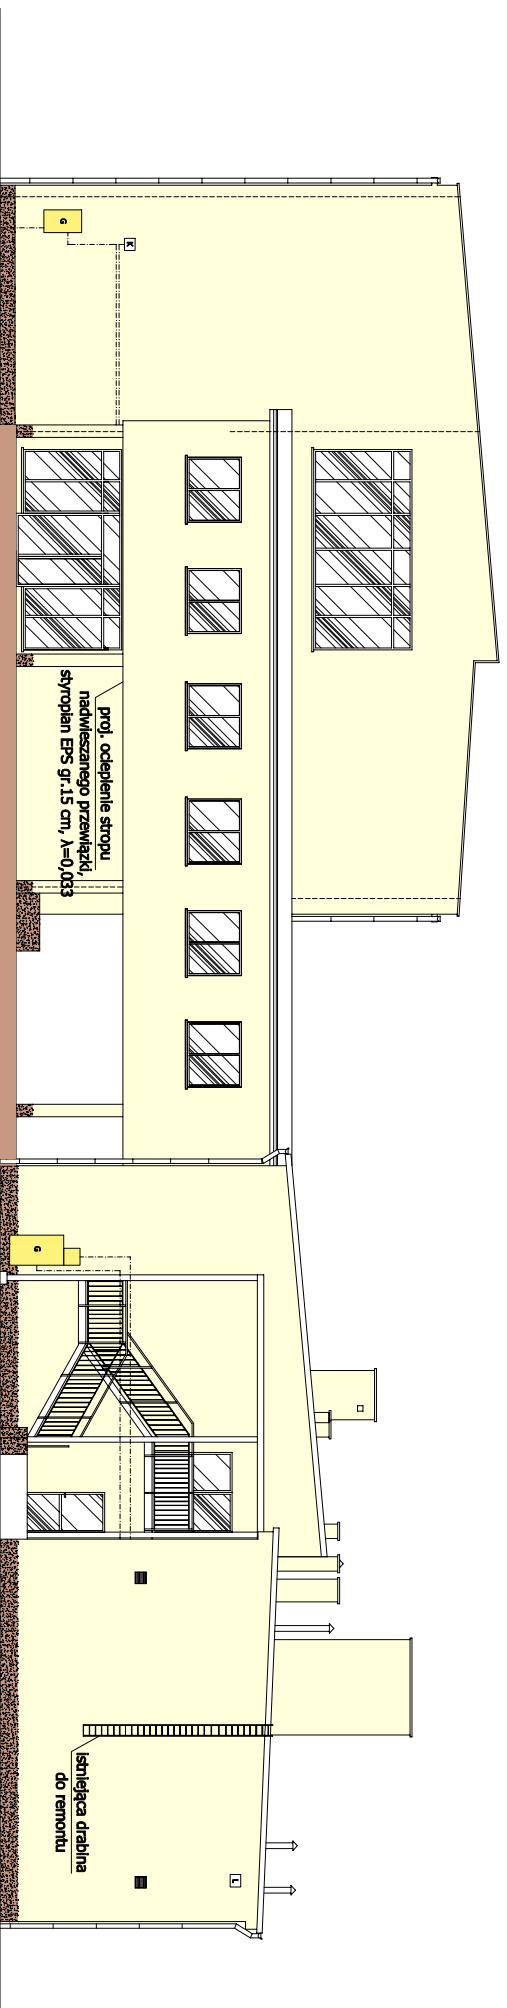 G
K
proj. ocieplenie stropu
nadwieszanego przewiązki,
styropian EPS gr.15 cm, λ=0,033
G
istniejąca drabina
do remontu
L